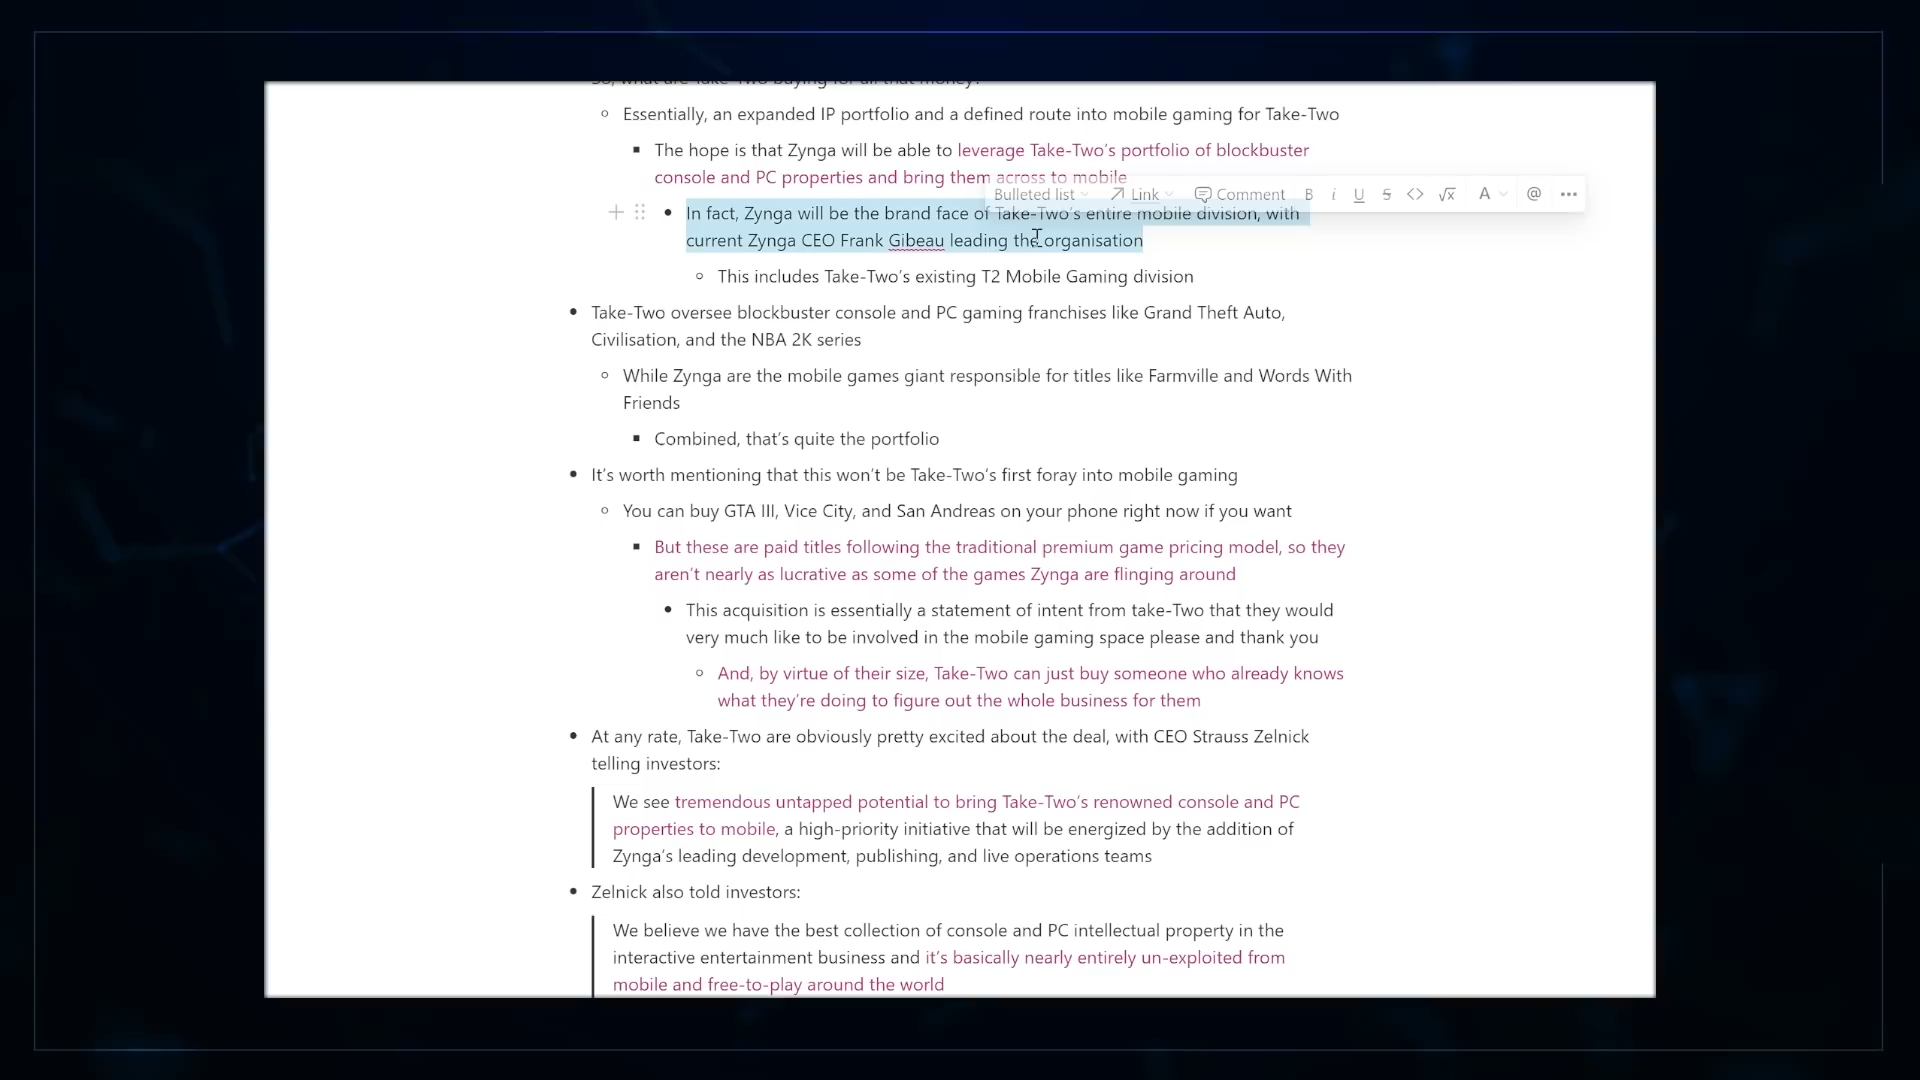 So, what are Take-Two buying for all that money?
Essentially, an expanded IP portfolio and a defined route into mobile gaming for Take-Two
The hope is that Zynga will be able to leverage Take-Two's portfolio of blockbuster
console and PC properties and bring them across to mobile
Bulleted list Link Comment B i U S <> √x A @ •••
In fact, Zynga will be the brand face of Take-Two's entire mobile division, with
current Zynga CEO Frank Gibeau leading the organisation
This includes Take-Two's existing T2 Mobile Gaming division
Take-Two oversee blockbuster console and PC gaming franchises like Grand Theft Auto,
Civilisation, and the NBA 2K series
While Zynga are the mobile games giant responsible for titles like Farmville and Words With
Friends
Combined, that's quite the portfolio
It's worth mentioning that this won't be Take-Two's first foray into mobile gaming
You can buy GTA III, Vice City, and San Andreas on your phone right now if you want
But these are paid titles following the traditional premium game pricing model, so they
aren't nearly as lucrative as some of the games Zynga are flinging around
This acquisition is essentially a statement of intent from take-Two that they would
very much like to be involved in the mobile gaming space please and thank you
And, by virtue of their size, Take-Two can just buy someone who already knows
what they're doing to figure out the whole business for them
At any rate, Take-Two are obviously pretty excited about the deal, with CEO Strauss Zelnick
telling investors:
We see tremendous untapped potential to bring Take-Two's renowned console and PC
properties to mobile, a high-priority initiative that will be energized by the addition of
Zynga's leading development, publishing, and live operations teams
Zelnick also told investors:
We believe we have the best collection of console and PC intellectual property in the
interactive entertainment business and it's basically nearly entirely un-exploited from
mobile and free-to-play around the world